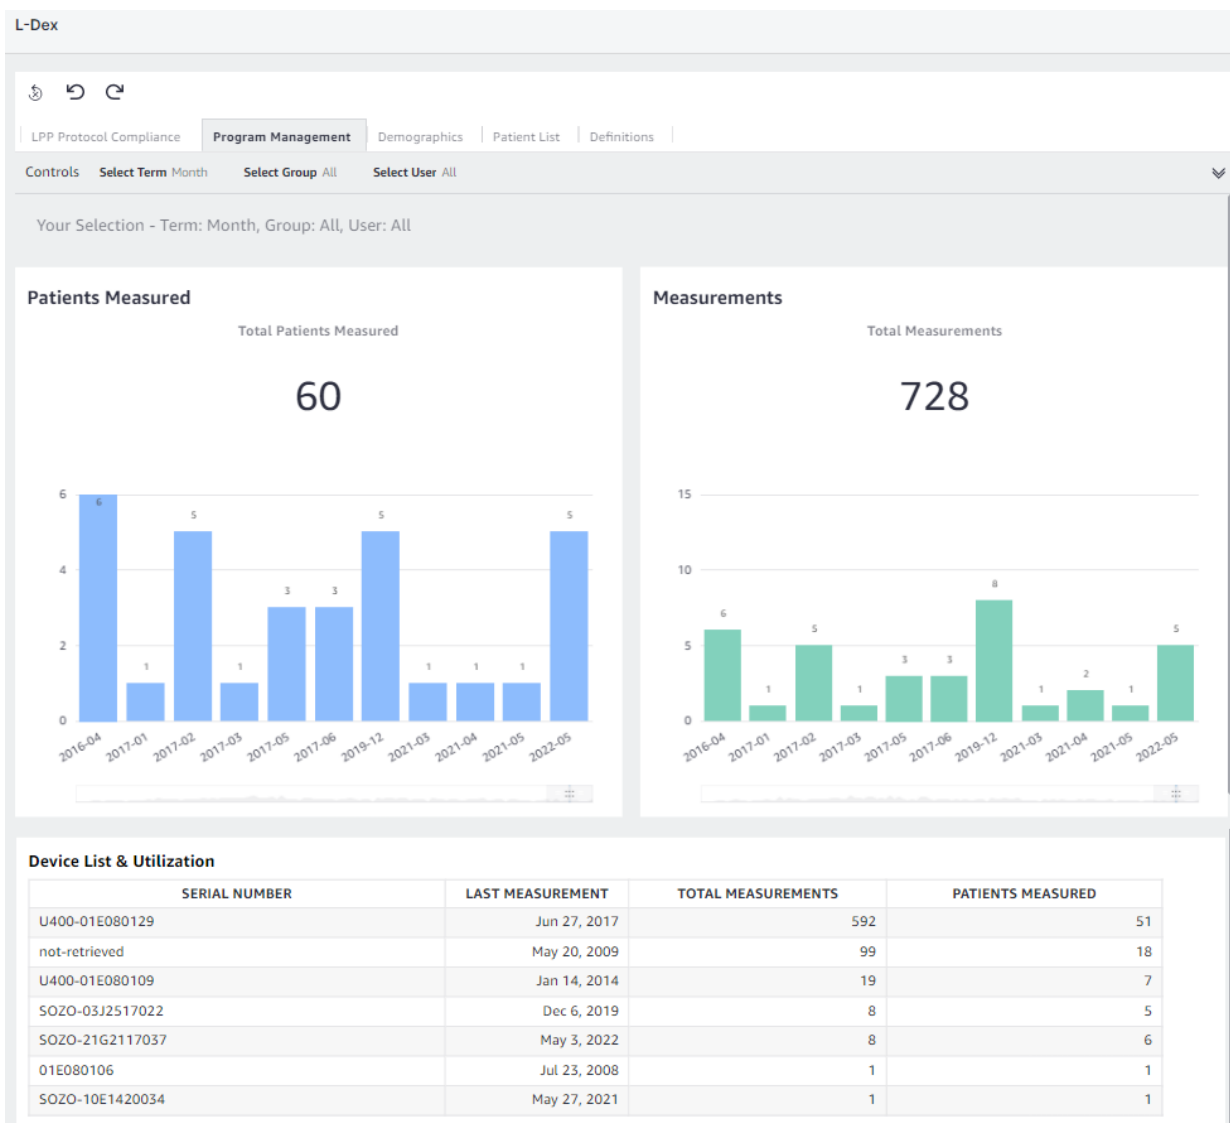 L-Dex
LPP Protocol Compliance Program Management Demographics Patient List Definitions
Controls Select Term Month Select Group All Select User All
Your Selection - Term: Month, Group: All, User: All
Patients Measured
Total Patients Measured
60
6
4
2
0
6
1
5
1
3
3
5
1
1
1
5
2016-04 2017-01 2017-02 2017-03 2017-05 2017-06 2019-12 2021-03 2021-04 2021-05 2022-05
Measurements
Total Measurements
728
15
10
5
0
6
1
5
1
3
3
8
1
2
1
5
2016-04 2017-01 2017-02 2017-03 2017-05 2017-06 2019-12 2021-03 2021-04 2021-05 2022-05
Device List & Utilization
SERIAL NUMBER LAST MEASUREMENT TOTAL MEASUREMENTS PATIENTS MEASURED
U400-01E080129 Jun 27, 2017 592 51
not-retrieved May 20, 2009 99 18
U400-01E080109 Jan 14, 2014 19 7
SOZO-03J2517022 Dec 6, 2019 8 5
SOZO-21G2117037 May 3, 2022 8 6
01E080106 Jul 23, 2008 1 1
SOZO-10E1420034 May 27, 2021 1 1